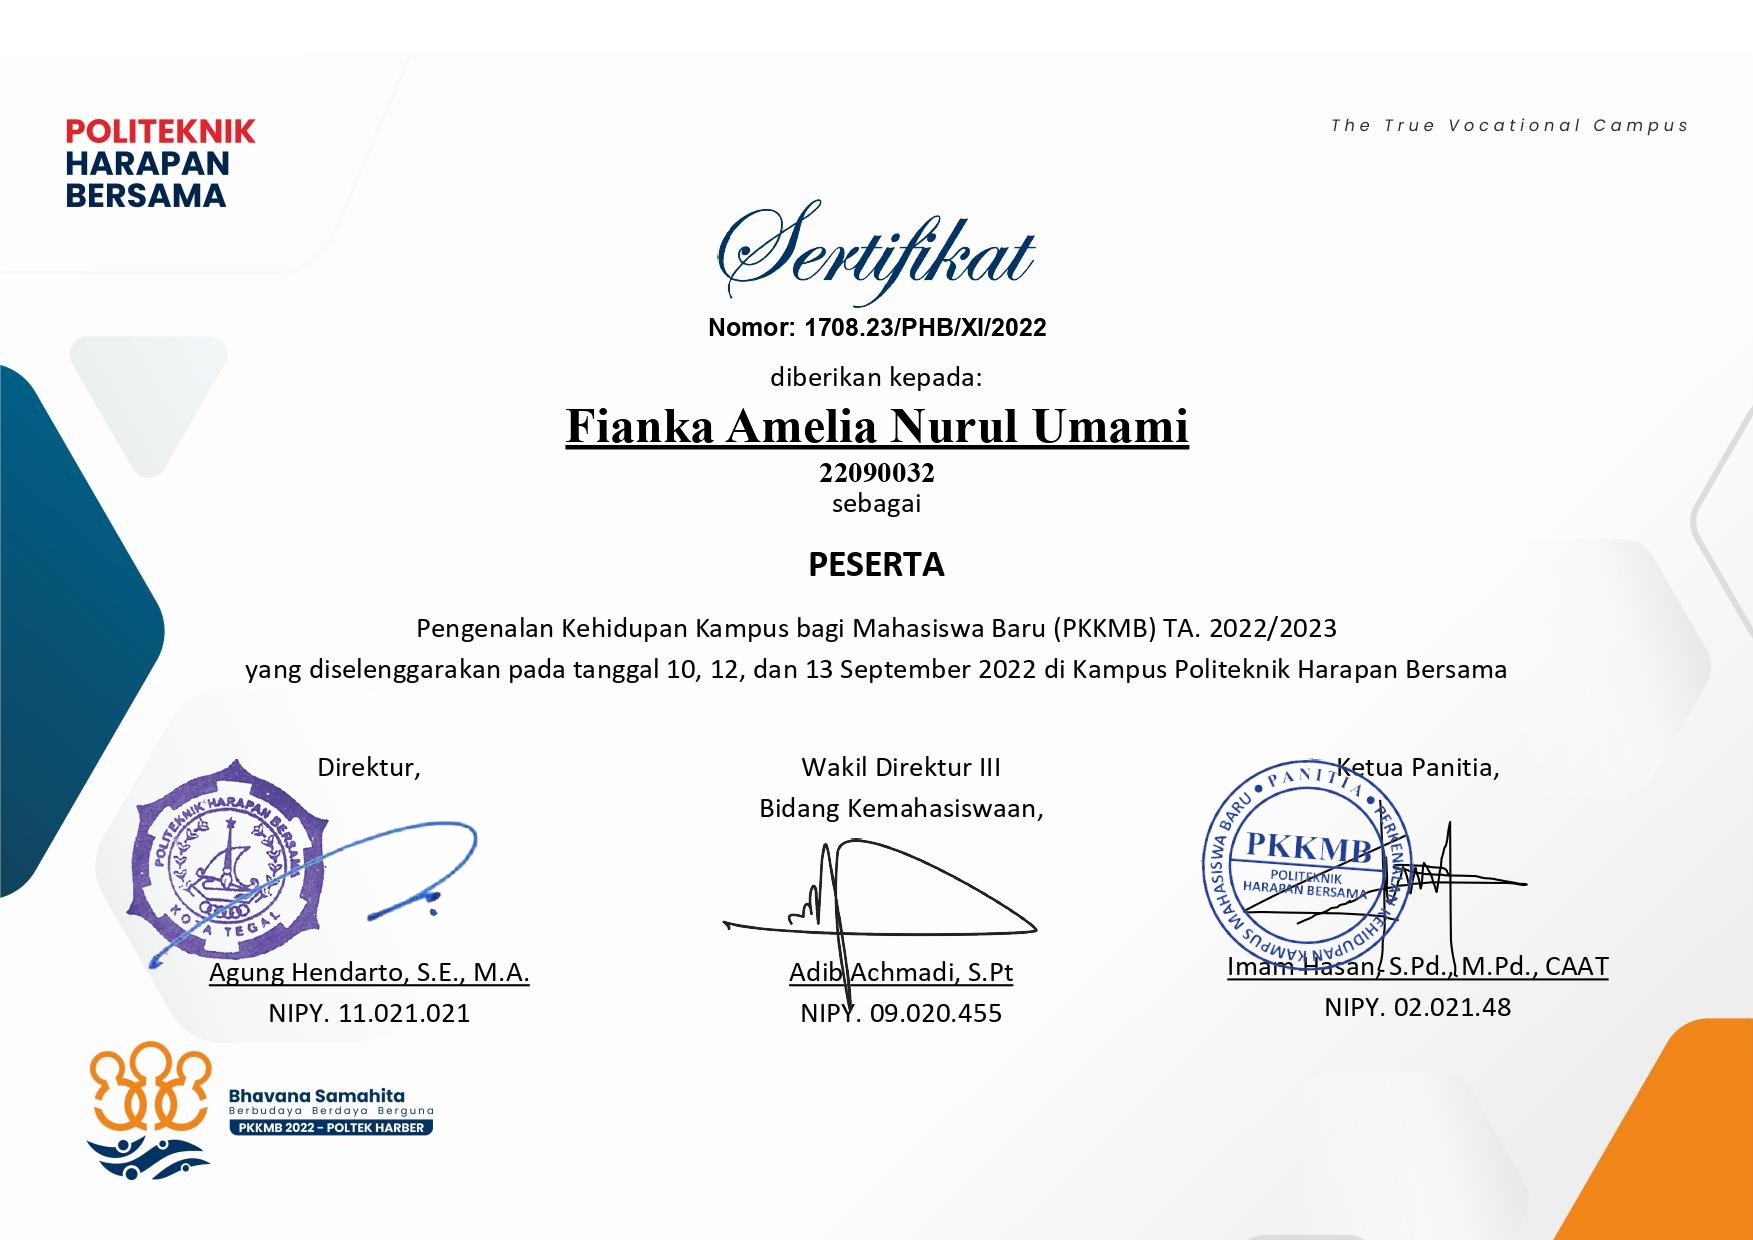 POLITEKNIK
HARAPAN
BERSAMA
The True Vocational Campus
Sertifikat
Nomor: 1708.23/PHB/XI/2022
diberikan kepada:
Fianka Amelia Nurul Umami
22090032
sebagai
PESERTA
Pengenalan Kehidupan Kampus bagi Mahasiswa Baru (PKKMB) TA. 2022/2023
yang diselenggarakan pada tanggal 10, 12, dan 13 September 2022 di Kampus Politeknik Harapan Bersama
Direktur,
POLITEKNIK HARAPAN BERSAMA
KOTA TEGAL
Agung Hendarto, S.E., M.A.
NIPY. 11.021.021
Wakil Direktur III
Bidang Kemahasiswaan,
Adib Achmadi, S.Pt
NIPY. 09.020.455
Ketua Panitia,
PANITIA • PERKENALAN KEHIDUPAN KAMPUS MAHASISWA BARU •
PKKMB
POLITEKNIK
HARAPAN BERSAMA
Imam Hasan, S.Pd., M.Pd., CAAT
NIPY. 02.021.48
Bhavana Samahita
Berbudaya Berdaya Berguna
PKKMB 2022 - POLTEK HARBER